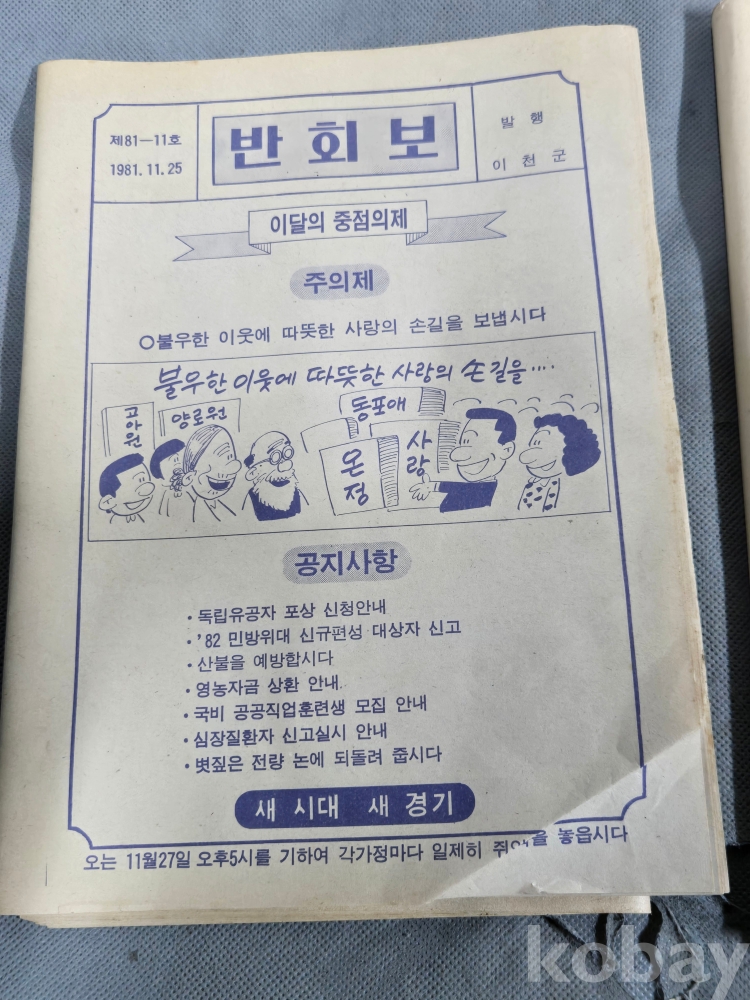 제81-11호
1981. 11. 25
반회보
발행
이천군
이달의 중점의제
주의제
○불우한 이웃에 따뜻한 사랑의 손길을 보냅시다
불우한 이웃에 따뜻한 사랑의 손길을....
고아원
양로원
동포애
온정
사랑
공지사항
· 독립유공자 포상 신청안내
· '82 민방위대 신규편성 대상자 신고
· 산불을 예방합시다
· 영농자금 상환 안내.
· 국비 공공직업훈련생 모집 안내
· 심장질환자 신고실시 안내
· 볏짚은 전량 논에 되돌려 줍시다
새 시대 새 경기
오는 11월27일 오후5시를 기하여 각가정마다 일제히 놓읍시다
kobay